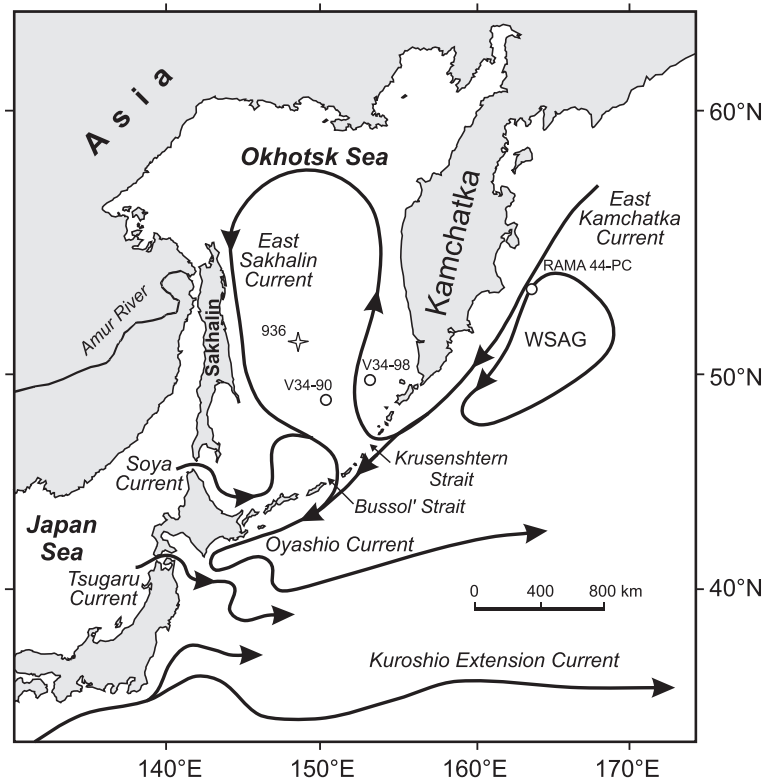 Asia
60°N
Okhotsk Sea
Kamchatka
East
Kamchatka
Current
East
Sakhalin
Current
RAMA 44-PC
Amur River
Sakhalin
936
WSAG
V34-98
50°N
V34-90
Krusenshtern
Strait
Soya
Current
Bussol' Strait
Japan
Sea
Oyashio Current
Tsugaru
Current
0 400 800 km
40°N
Kuroshio Extension Current
140°E 150°E 160°E 170°E